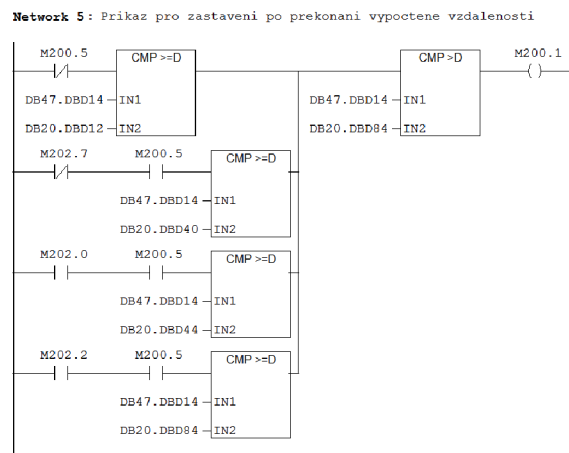 Network 5: Prikaz pro zastaveni po prekonani vypoctene vzdalenosti
M200.5 M200.1
CMP >=D CMP >D
DB47.DBD14 IN1 DB47.DBD14 IN1
DB20.DBD12 IN2 DB20.DBD84 IN2
M202.7 M200.5
CMP >=D
DB47.DBD14 IN1
DB20.DBD40 IN2
M202.0 M200.5
CMP >=D
DB47.DBD14 IN1
DB20.DBD44 IN2
M202.2 M200.5
CMP >=D
DB47.DBD14 IN1
DB20.DBD84 IN2